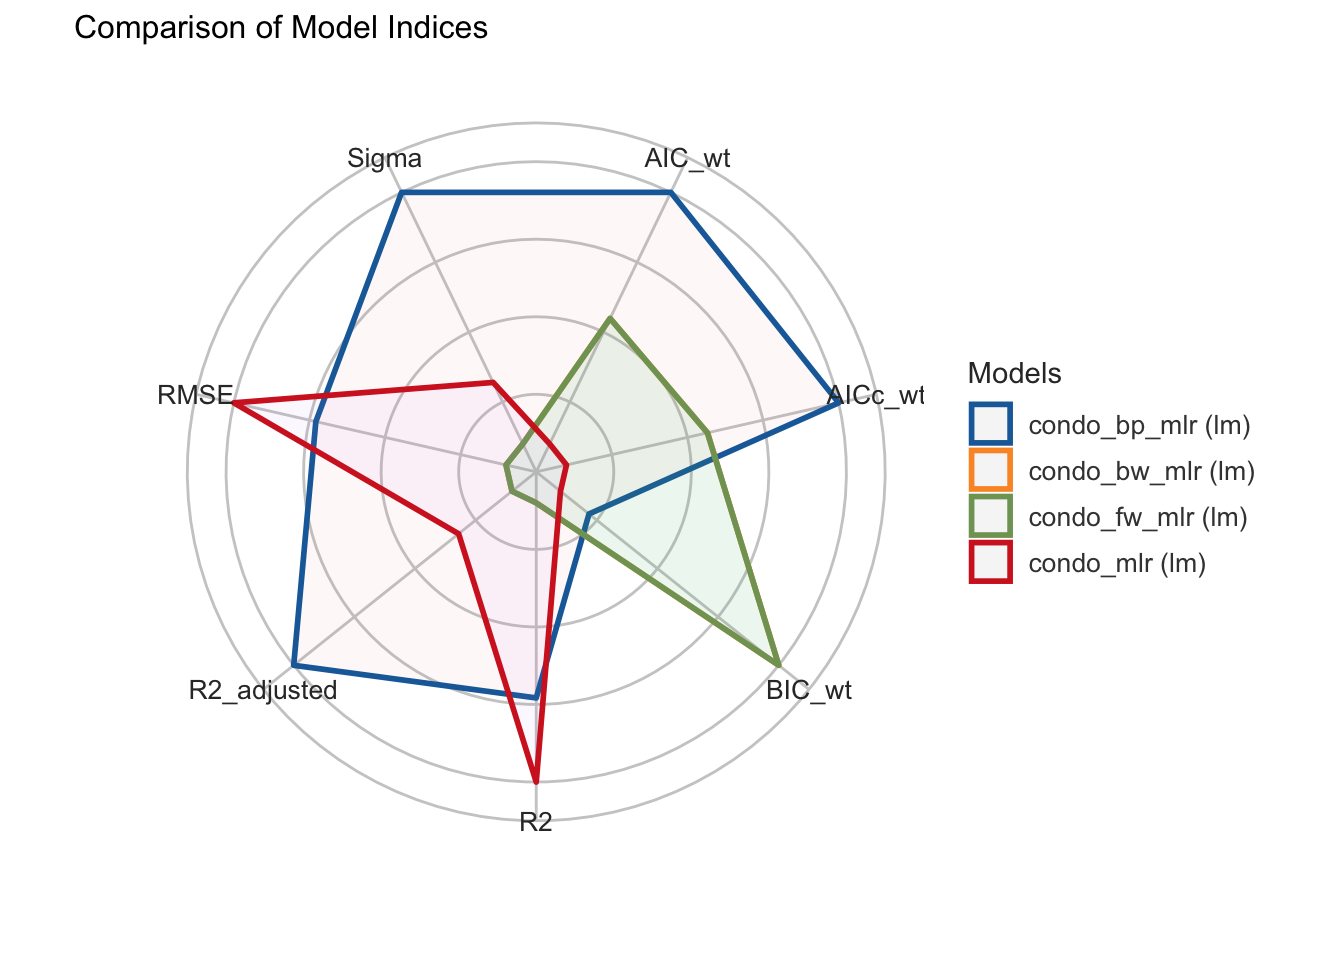 Comparison of Model Indices
Sigma
AIC_wt
RMSE
AICc_wt
R2_adjusted
BIC_wt
R2
Models
condo_bp_mlr (lm)
condo_bw_mlr (lm)
condo_fw_mlr (lm)
condo_mlr (lm)